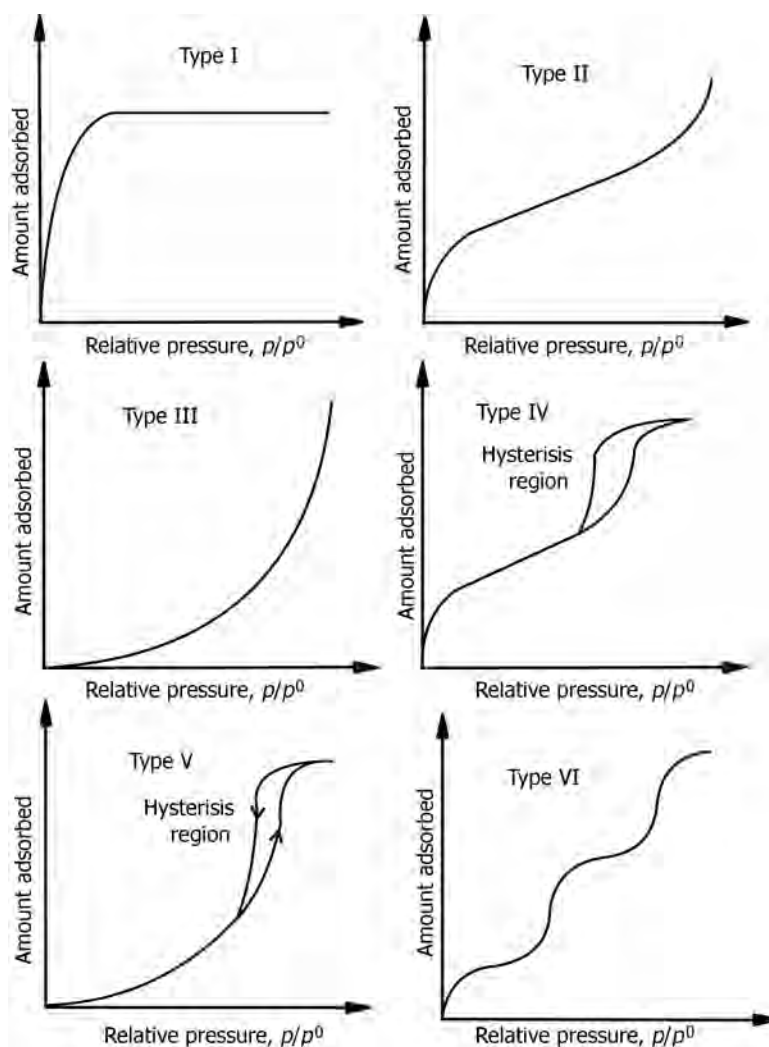 Type I
Amount adsorbed
Relative pressure, p/p⁰
Type II
Amount adsorbed
Relative pressure, p/p⁰
Type III
Amount adsorbed
Relative pressure, p/p⁰
Type IV
Hysterisis
region
Amount adsorbed
Relative pressure, p/p⁰
Type V
Hysterisis
region
Amount adsorbed
Relative pressure, p/p⁰
Type VI
Amount adsorbed
Relative pressure, p/p⁰